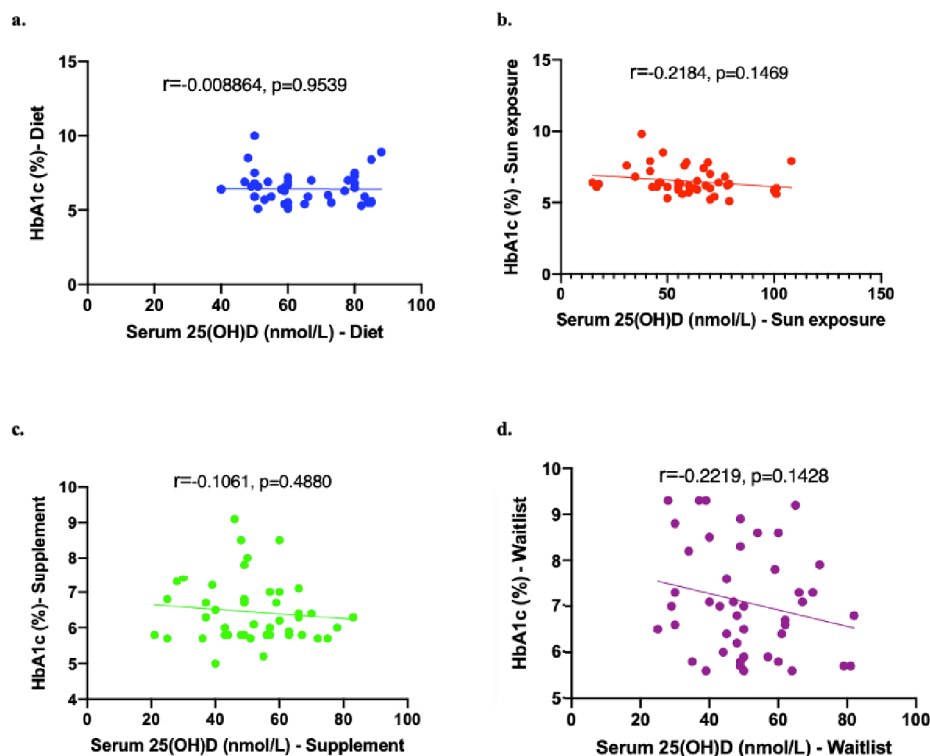 a.
r=-0.008864, p=0.9539
HbA1c (%)- Diet
15
10
5
0
0 20 40 60 80 100
Serum 25(OH)D (nmol/L) - Diet
b.
r=-0.2184, p=0.1469
HbA1c (%) - Sun exposure
15
10
5
0
0 50 100 150
Serum 25(OH)D (nmol/L) - Sun exposure
c.
r=-0.1061, p=0.4880
HbA1c (%)- Supplement
10
9
8
7
6
5
4
0 20 40 60 80 100
Serum 25(OH)D (nmol/L) - Supplement
d.
r=-0.2219, p=0.1428
HbA1c (%) - Waitlist
10
9
8
7
6
5
0 20 40 60 80 100
Serum 25(OH)D (nmol/L) - Waitlist